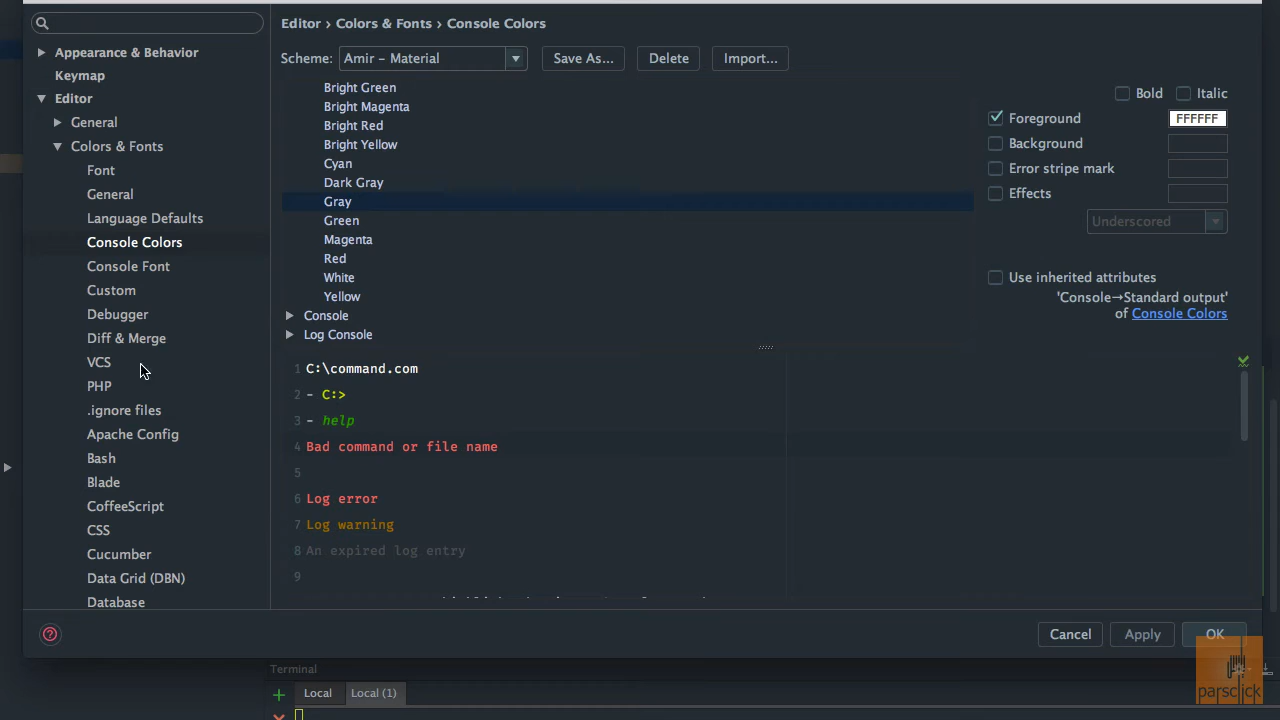 Editor › Colors & Fonts › Console Colors
Appearance & Behavior
Keymap
Editor
General
Colors & Fonts
Font
General
Language Defaults
Console Colors
Console Font
Custom
Debugger
Diff & Merge
VCS
PHP
.ignore files
Apache Config
Bash
Blade
CoffeeScript
CSS
Cucumber
Data Grid (DBN)
Database
Scheme: Amir – Material Save As... Delete Import...
Bright Green
Bright Magenta
Bright Red
Bright Yellow
Cyan
Dark Gray
Gray
Green
Magenta
Red
White
Yellow
Console
Log Console
Bold Italic
Foreground FFFFFF
Background
Error stripe mark
Effects
Underscored
Use inherited attributes
'Console→Standard output'
of Console Colors
1 C:\command.com
2 - C:>
3 - help
4 Bad command or file name
5
6 Log error
7 Log warning
8 An expired log entry
9
? Cancel Apply OK
Terminal
+ Local Local (1)
parsclick